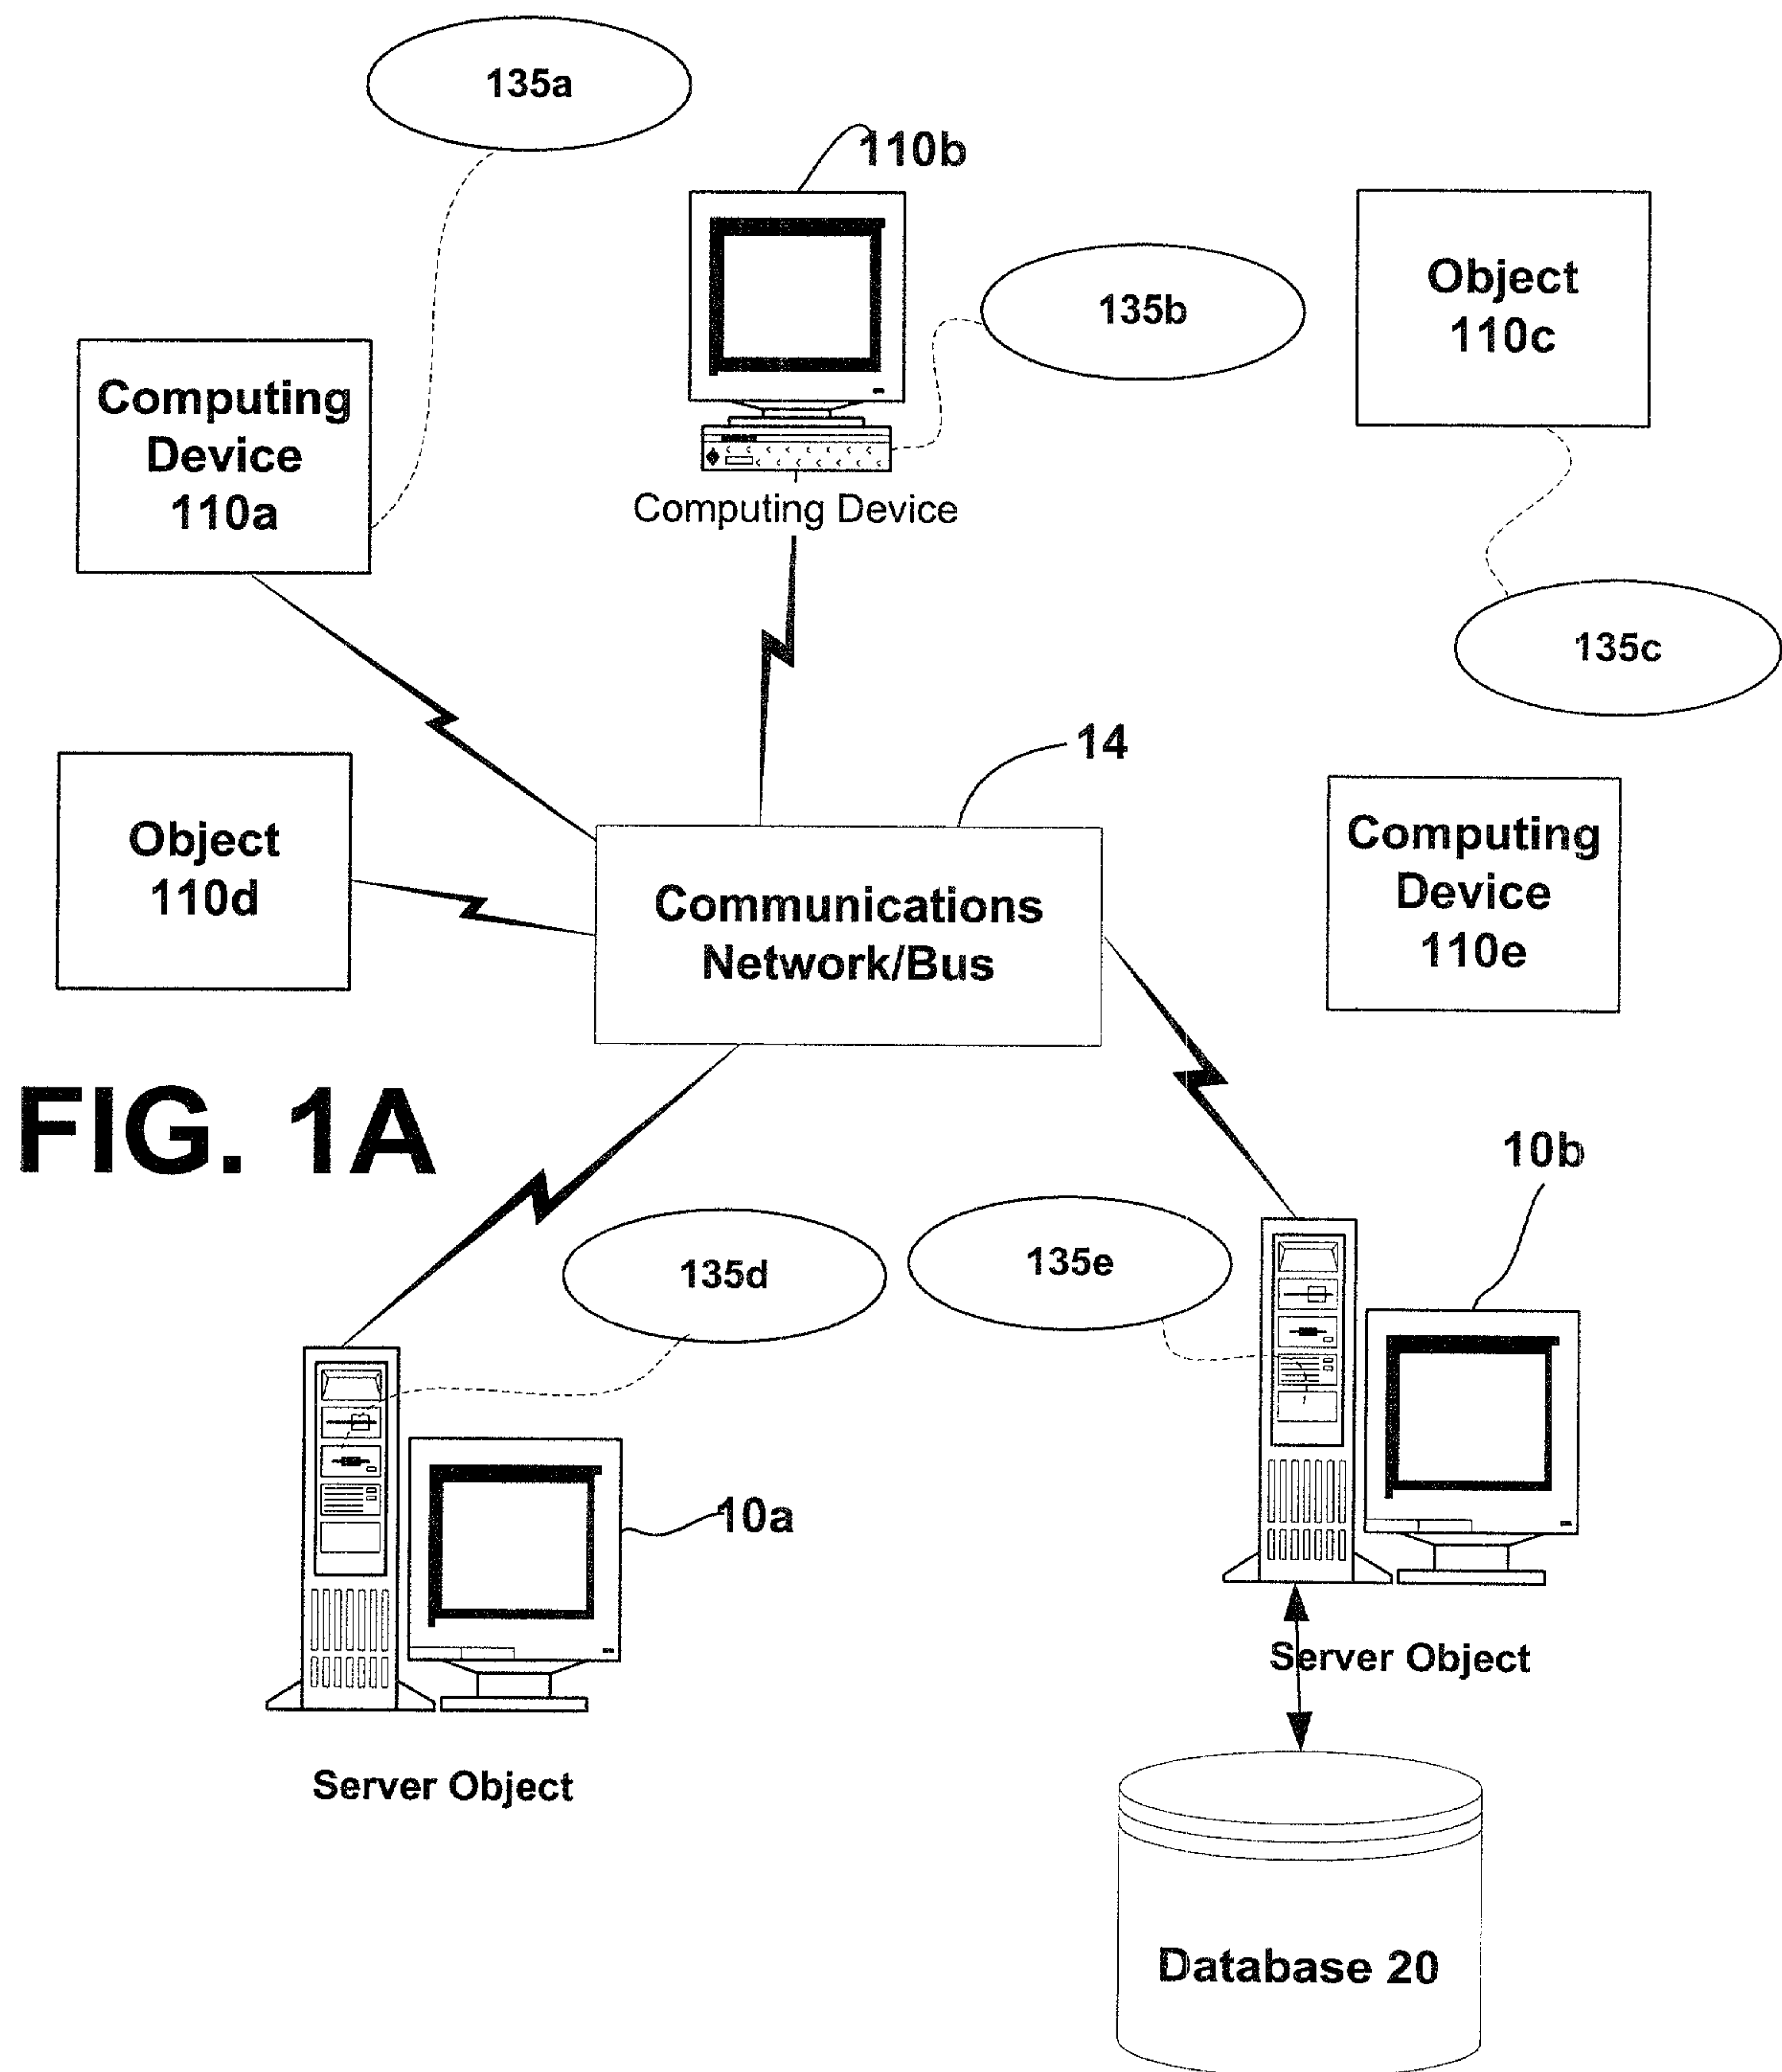 135a
110b
Object
110c
135b
Computing
Device
110a
Computing Device
135c
14
Object
110d
Computing
Device
110e
Communications
Network/Bus
FIG. 1A
10b
135d
135e
10a
Server Object
Server Object
Database 20